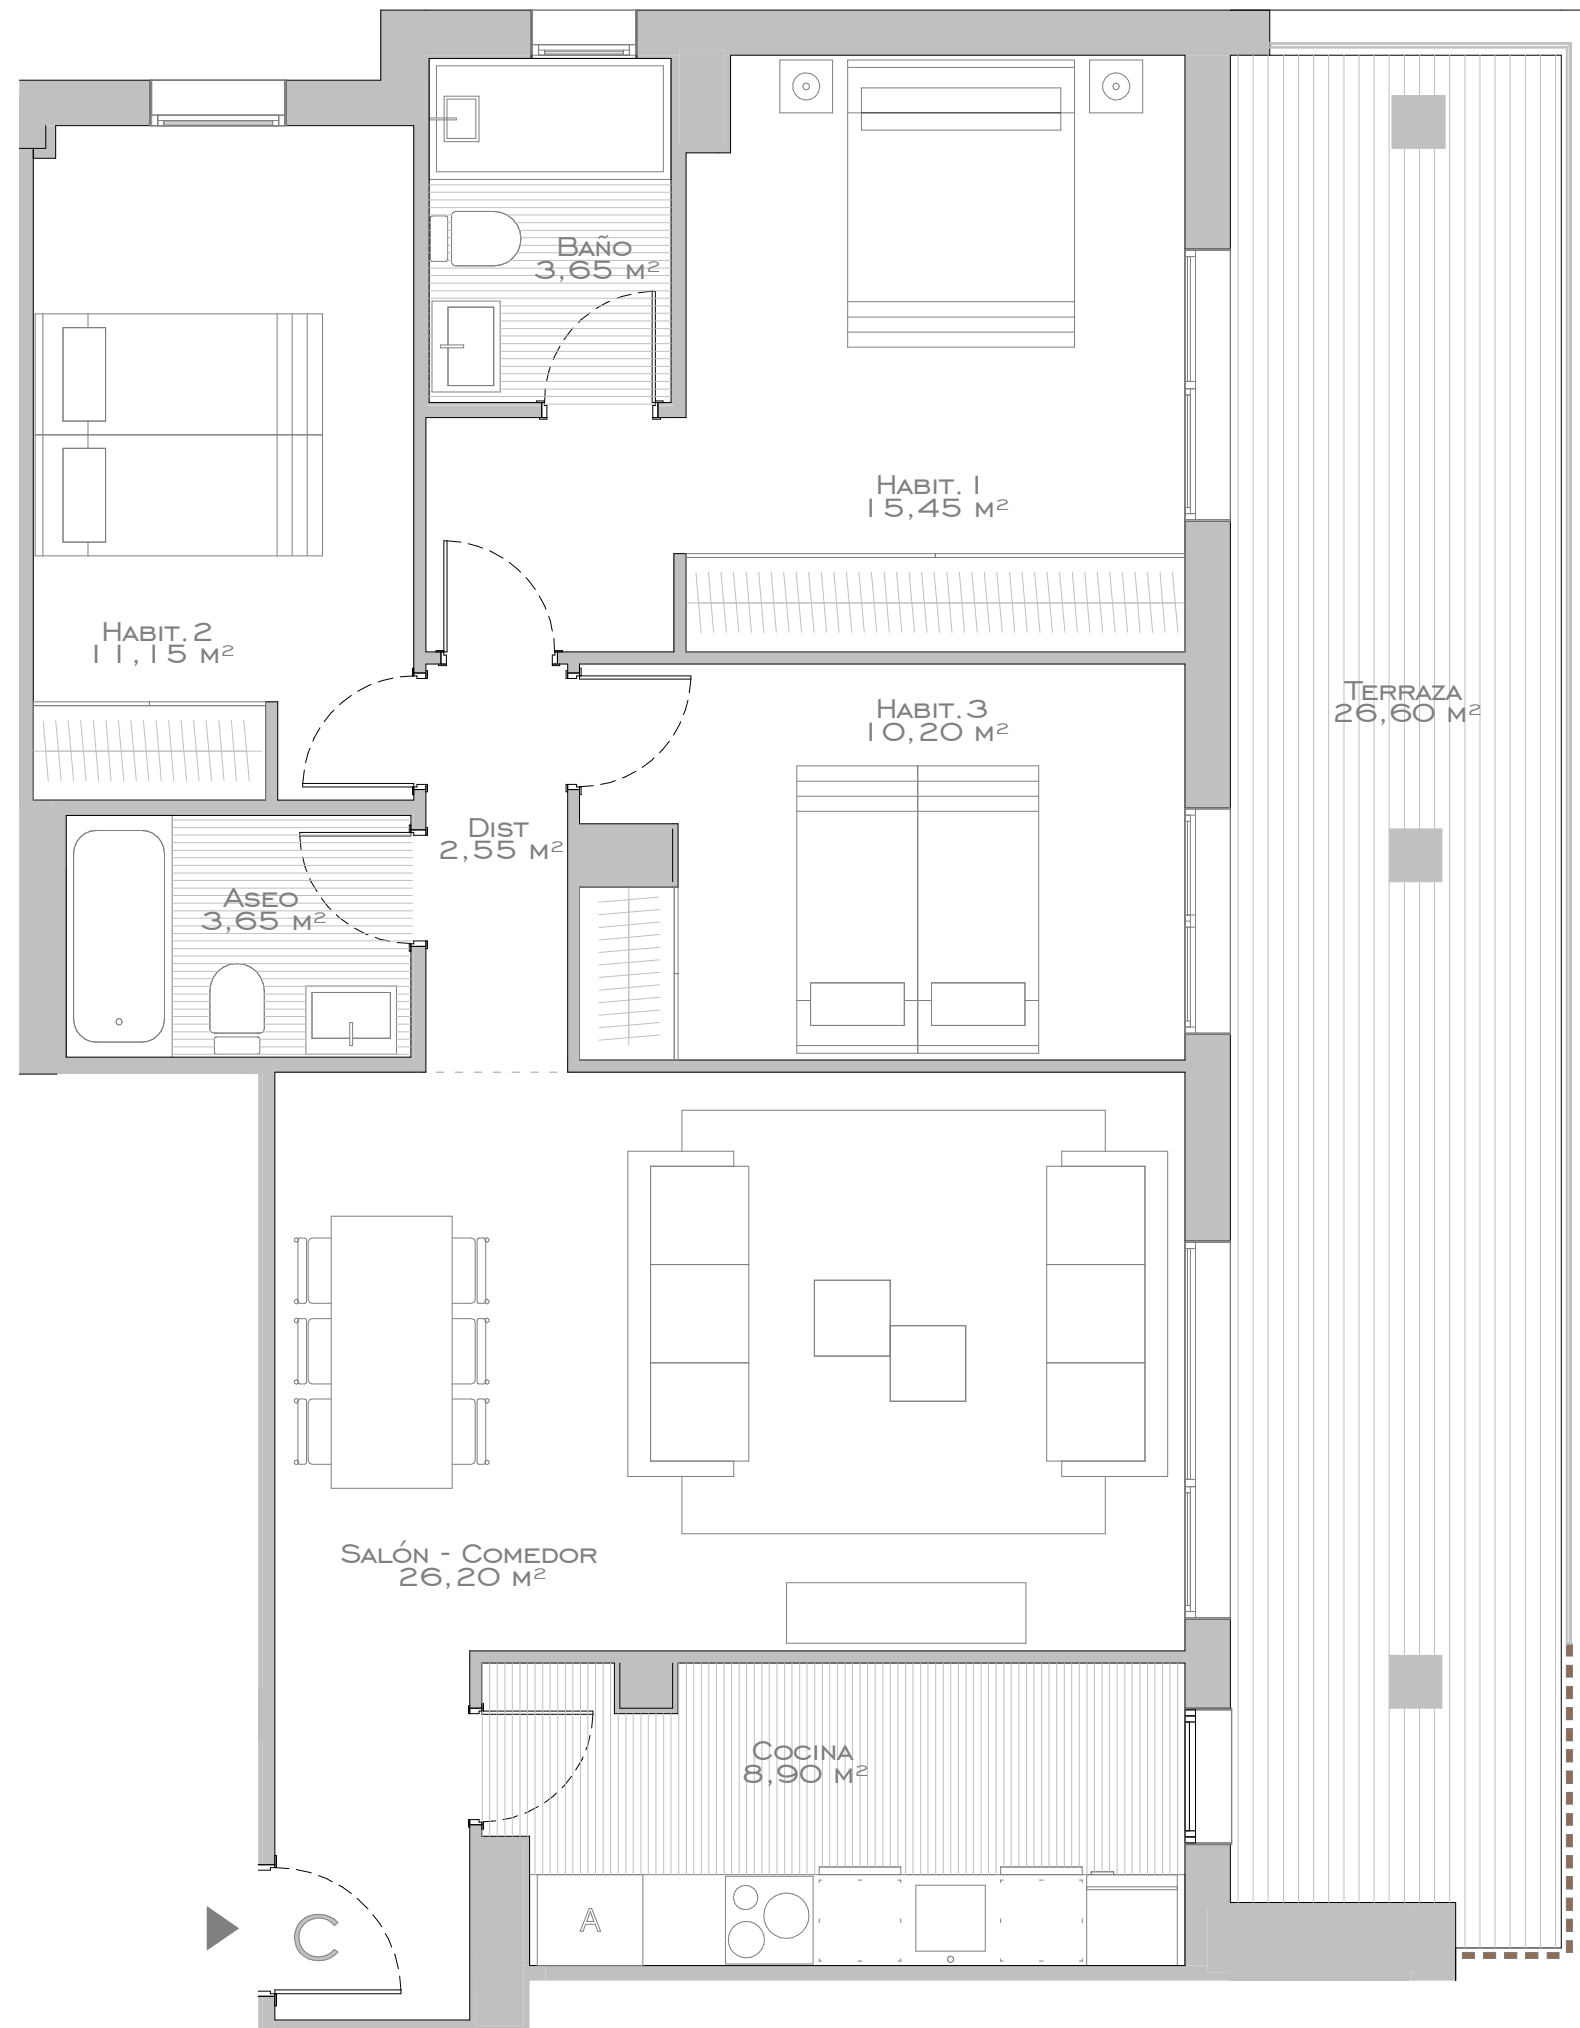 Baño
3,65 m²
Habit. 1
15,45 m²
Habit. 2
11,15 m²
Terraza
26,60 m²
Habit. 3
10,20 m²
Dist
2,55 m²
Aseo
3,65 m²
Salón - Comedor
26,20 m²
Cocina
8,90 m²
A
C